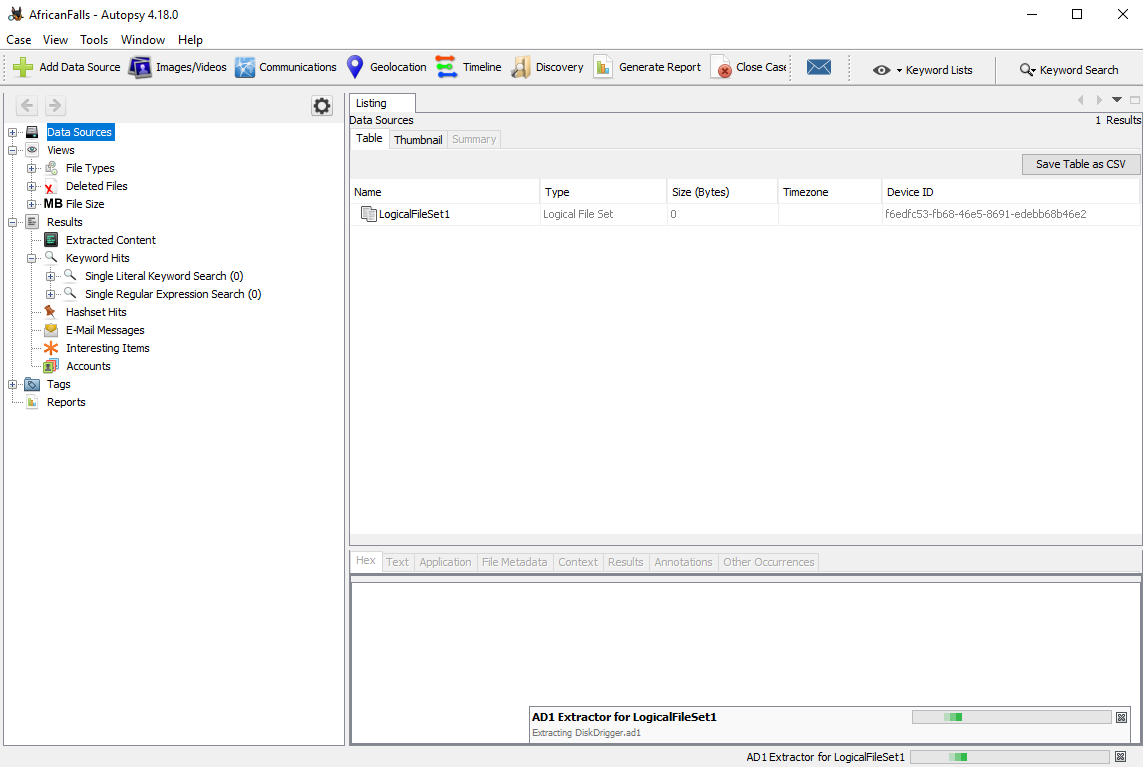 AfricanFalls - Autopsy 4.18.0
Case View Tools Window Help
Add Data Source Images/Videos Communications Geolocation Timeline Discovery Generate Report Close Case Keyword Lists Keyword Search
Listing
Data Sources 1 Results
Table Thumbnail Summary
Save Table as CSV
Name Type Size (Bytes) Timezone Device ID
LogicalFileSet1 Logical File Set 0 f6edfc53-fb68-46e5-8691-edebb68b46e2
Data Sources
Views
File Types
Deleted Files
MB File Size
Results
Extracted Content
Keyword Hits
Single Literal Keyword Search (0)
Single Regular Expression Search (0)
Hashset Hits
E-Mail Messages
Interesting Items
Accounts
Tags
Reports
Hex Text Application File Metadata Context Results Annotations Other Occurrences
AD1 Extractor for LogicalFileSet1
Extracting DiskDrigger.ad1
AD1 Extractor for LogicalFileSet1